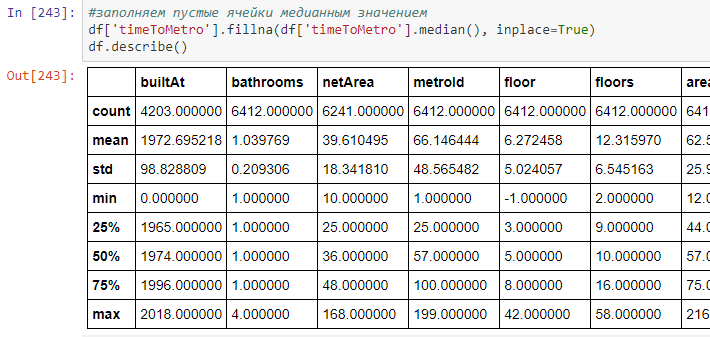 In [243]: #заполняем пустые ячейки медианным значением
df['timeToMetro'].fillna(df['timeToMetro'].median(), inplace=True)
df.describe()
Out[243]:
builtAt bathrooms netArea metroId floor floors area
count 4203.000000 6412.000000 6241.000000 6412.000000 6412.000000 6412.000000 641
mean 1972.695218 1.039769 39.610495 66.146444 6.272458 12.315970 62.5
std 98.828809 0.209306 18.341810 48.565482 5.024057 6.545163 25.9
min 0.000000 1.000000 10.000000 1.000000 -1.000000 2.000000 12.0
25% 1965.000000 1.000000 25.000000 25.000000 3.000000 9.000000 44.0
50% 1974.000000 1.000000 36.000000 57.000000 5.000000 10.000000 57.0
75% 1996.000000 1.000000 48.000000 100.000000 8.000000 16.000000 75.0
max 2018.000000 4.000000 168.000000 199.000000 42.000000 58.000000 216